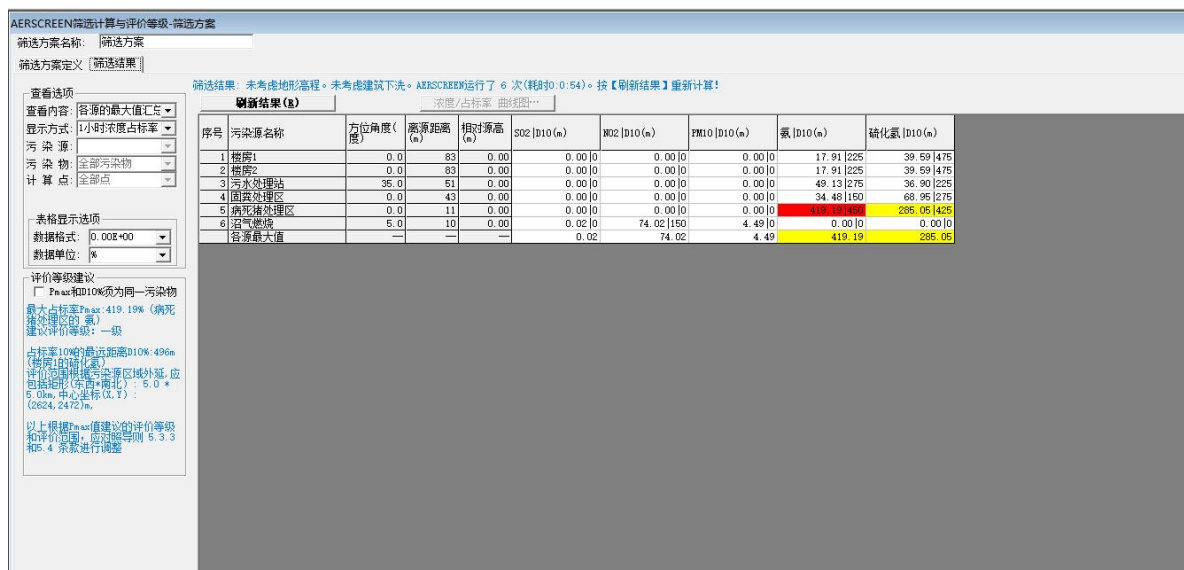 AERSCREEN筛选计算与评价等级-筛选方案
筛选方案名称: 筛选方案
筛选方案定义 筛选结果
筛选结果: 未考虑地形高程。未考虑建筑下洗。AERSCREEN运行了 6 次(耗时0:0:54)。按【刷新结果】重新计算!
刷新结果(R) 浓度/占标率 曲线图…
查看选项
查看内容: 各源的最大值汇总
显示方式: 1小时浓度占标率
污 染 源:
污 染 物: 全部污染物
计 算 点: 全部点
表格显示选项
数据格式: 0.00E+00
数据单位: %
评价等级建议
Pmax和D10%须为同一污染物
最大占标率Pmax:419.19% (病死
猪处理区的 氨)
建议评价等级: 一级
占标率10%的最远距离D10%:496m
(楼房1的硫化氢)
评价范围根据污染源区域外延,应
包括矩形(东西*南北) : 5.0 *
5.0km,中心坐标(X,Y) :
(2624,2472)m,
以上根据Pmax值建议的评价等级
和评价范围, 应对照导则 5.3.3
和5.4 条款进行调整
序号 污染源名称 方位角度(度) 离源距离(m) 相对源高(m) SO2|D10(m) NO2|D10(m) PM10|D10(m) 氨|D10(m) 硫化氢|D10(m)
1 楼房1 0.0 83 0.00 0.00|0 0.00|0 0.00|0 17.91|225 39.59|475
2 楼房2 0.0 83 0.00 0.00|0 0.00|0 0.00|0 17.91|225 39.59|475
3 污水处理站 35.0 51 0.00 0.00|0 0.00|0 0.00|0 49.13|275 36.90|225
4 固粪处理区 0.0 43 0.00 0.00|0 0.00|0 0.00|0 34.48|150 68.95|275
5 病死猪处理区 0.0 11 0.00 0.00|0 0.00|0 0.00|0 419.19|450 285.05|425
6 沼气燃烧 5.0 10 0.00 0.02|0 74.02|150 4.49|0 0.00|0 0.00|0
各源最大值 — — — 0.02 74.02 4.49 419.19 285.05